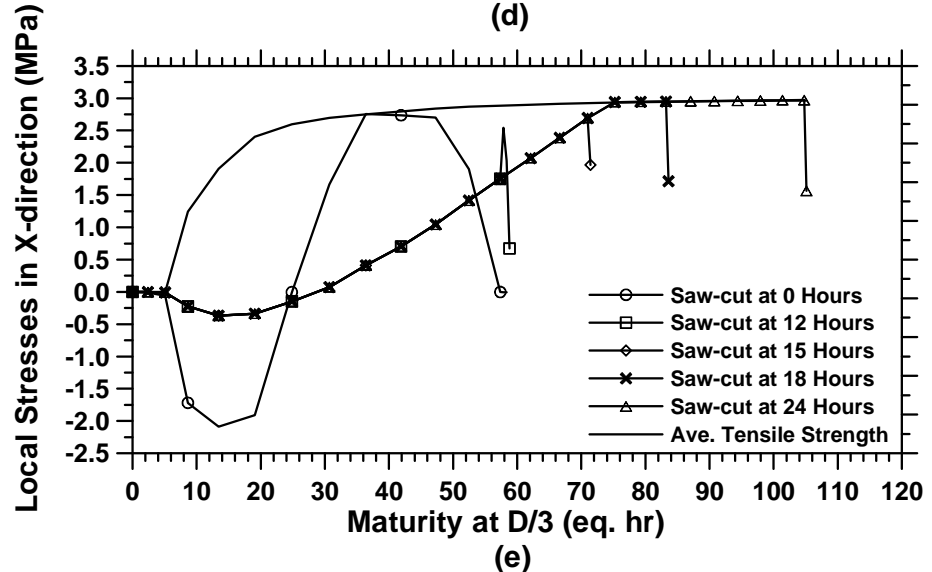 (d)
Local Stresses in X-direction (MPa)
3.5
3.0
2.5
2.0
1.5
1.0
0.5
0.0
-0.5
-1.0
-1.5
-2.0
-2.5
Saw-cut at 0 Hours
Saw-cut at 12 Hours
Saw-cut at 15 Hours
Saw-cut at 18 Hours
Saw-cut at 24 Hours
Ave. Tensile Strength
0 10 20 30 40 50 60 70 80 90 100 110 120
Maturity at D/3 (eq. hr)
(e)